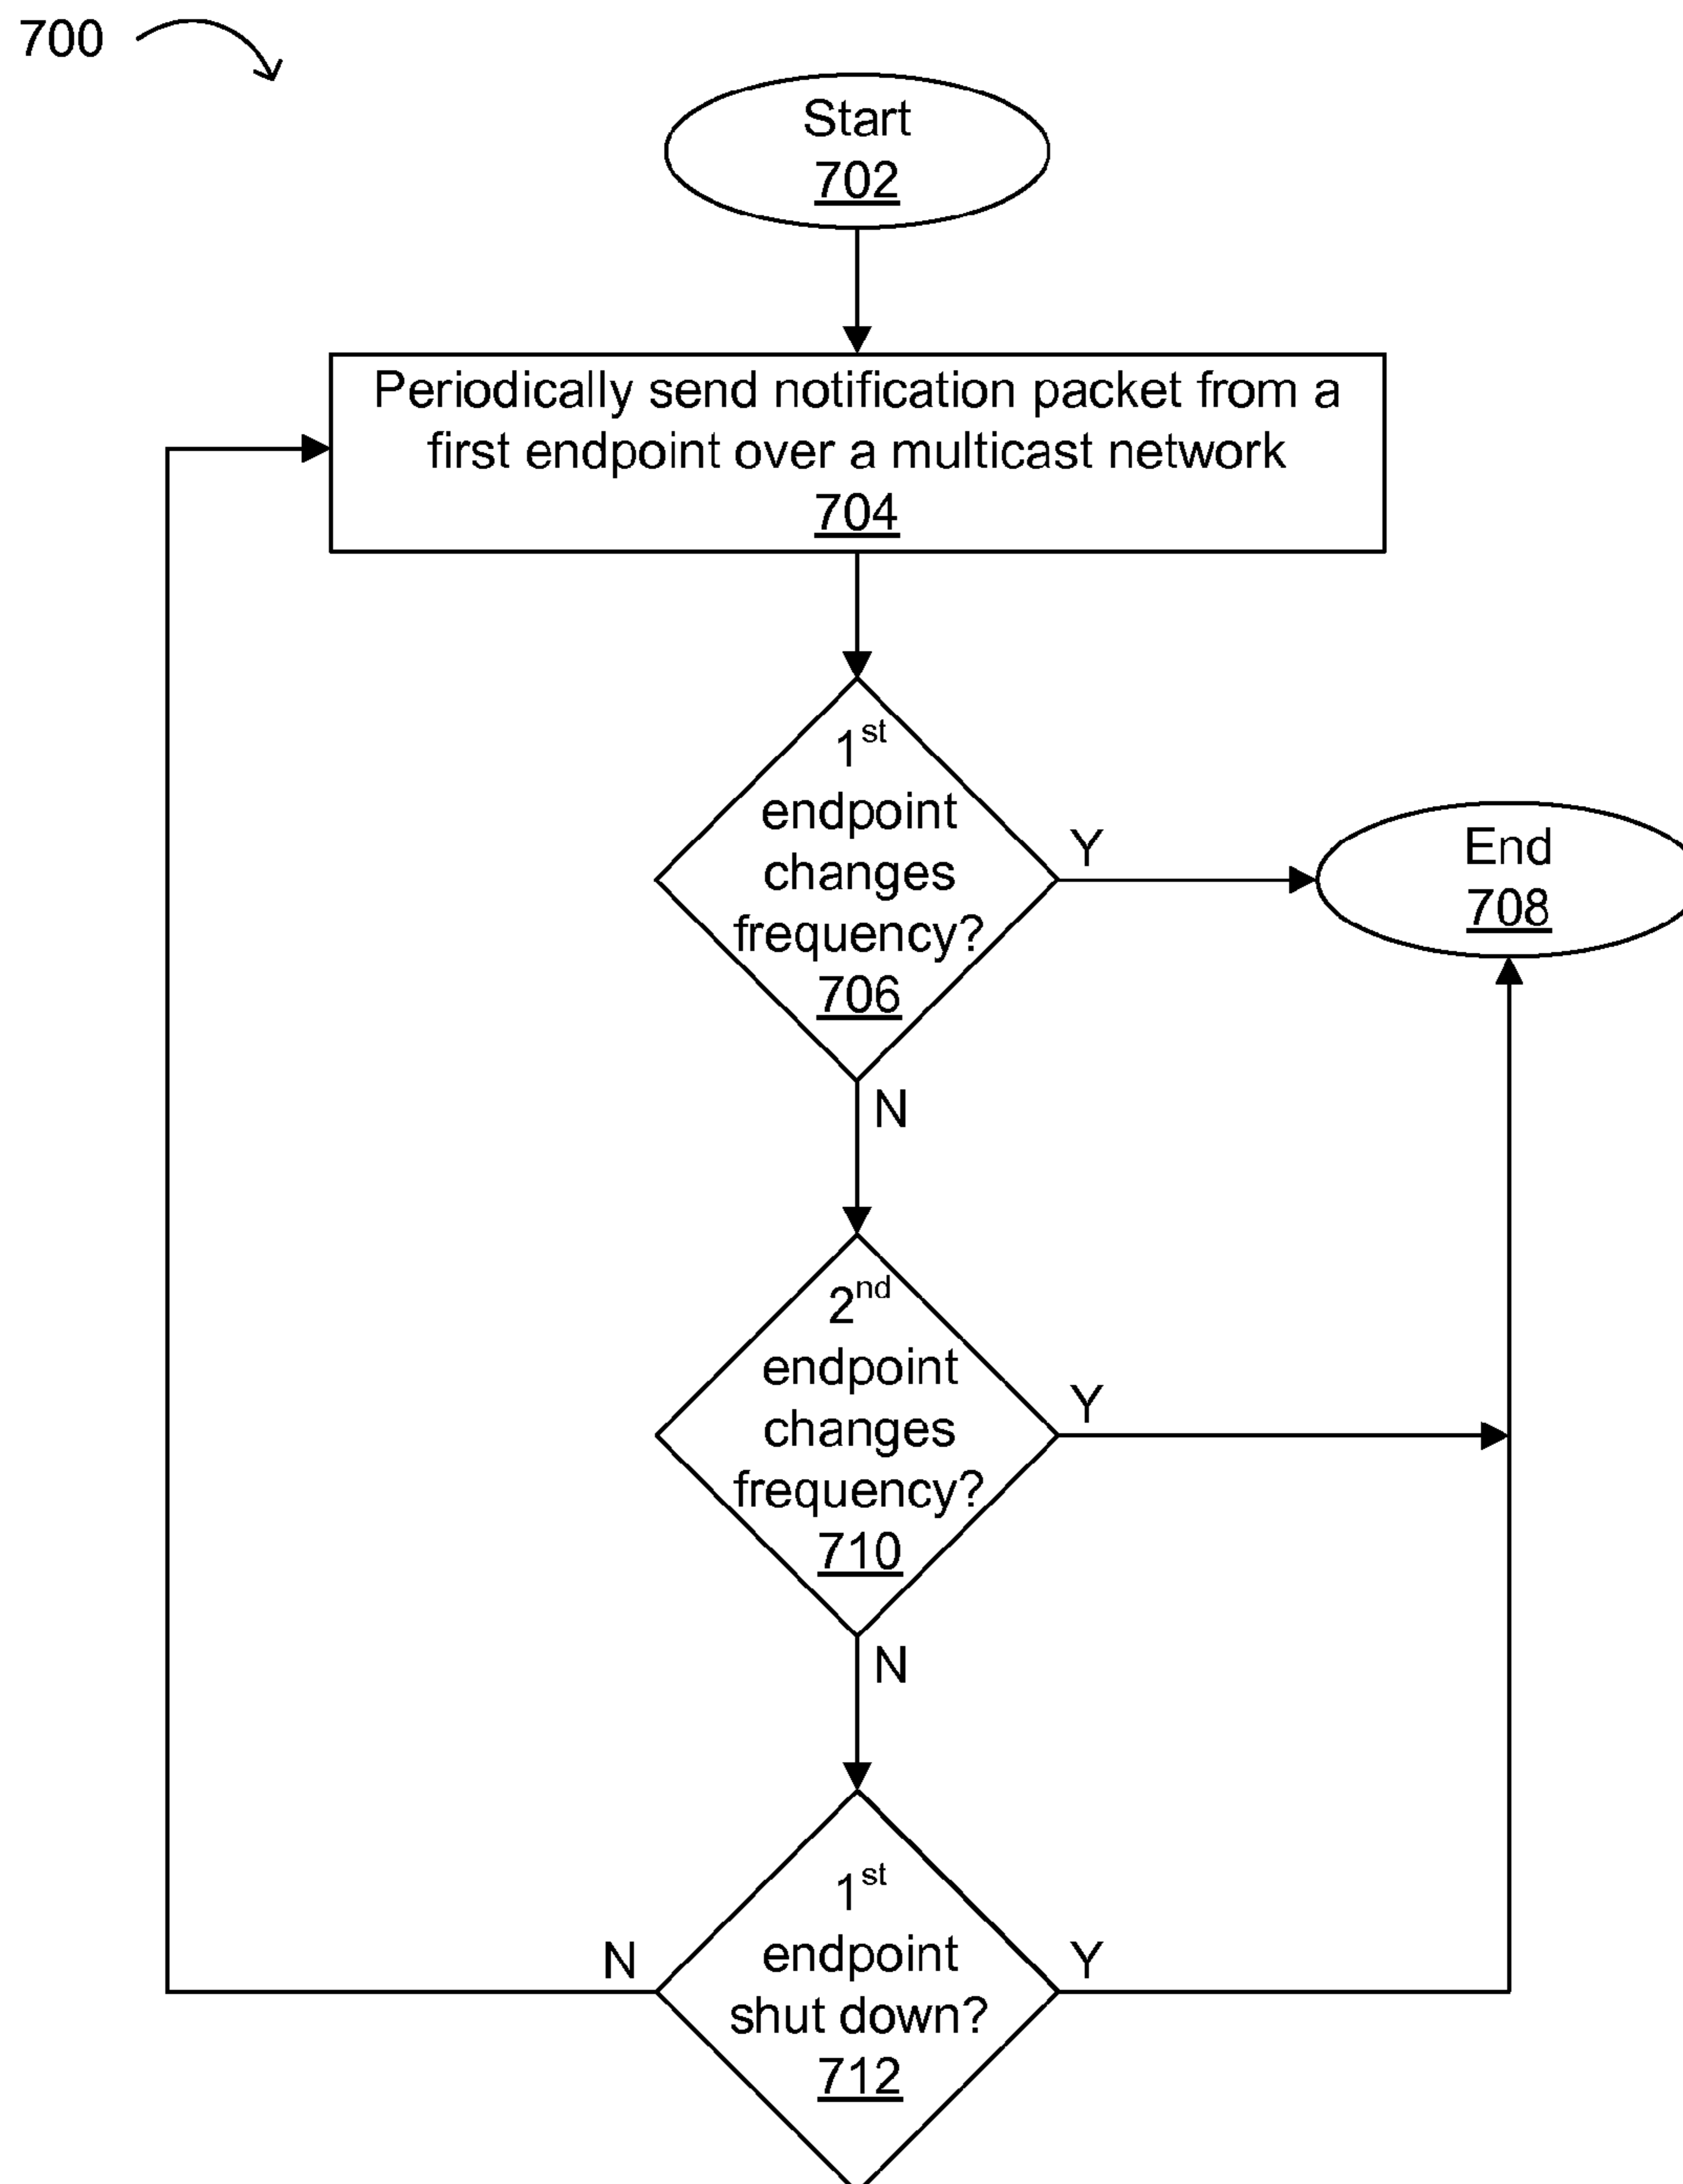 700
Start
702
Periodically send notification packet from a
first endpoint over a multicast network
704
1st
endpoint
changes
frequency?
706
Y
N
End
708
2nd
endpoint
changes
frequency?
710
Y
N
1st
endpoint
shut down?
712
N
Y